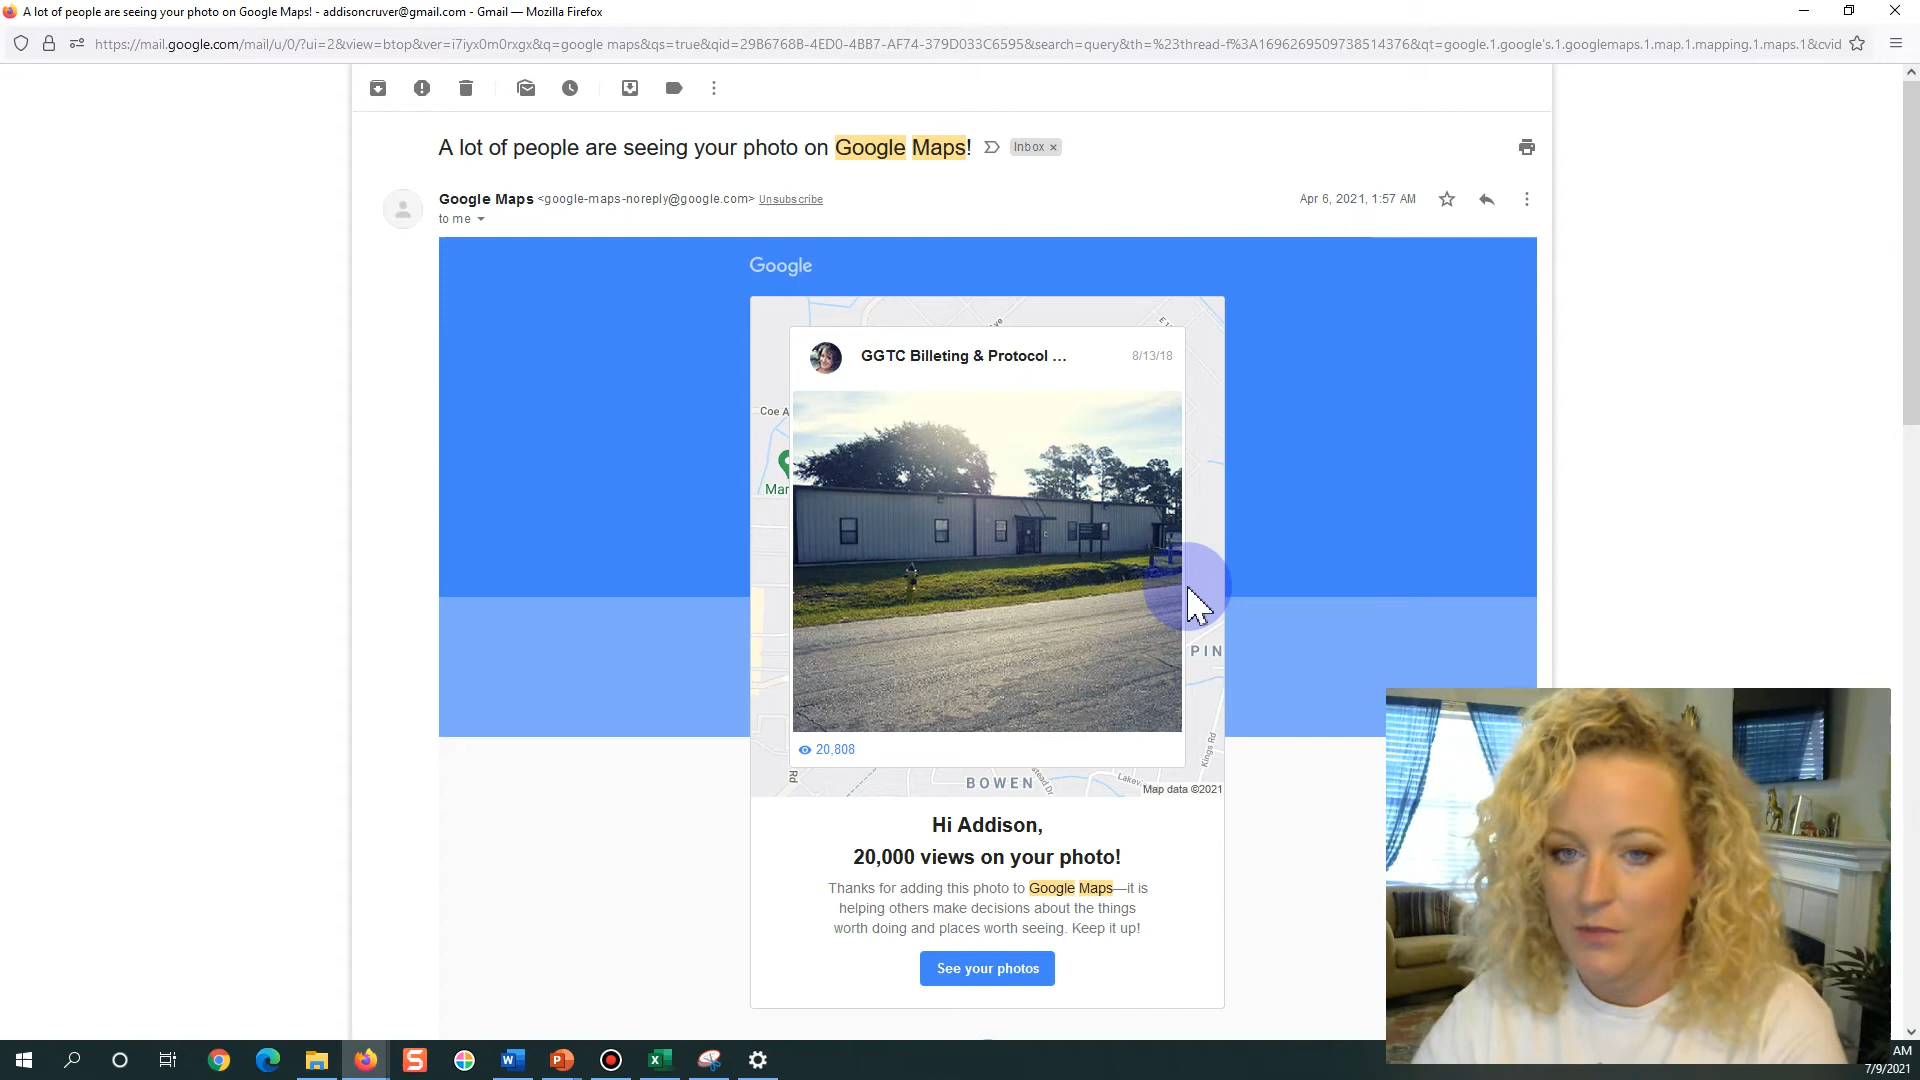 A lot of people are seeing your photo on Google Maps! - addisoncruver@gmail.com - Gmail — Mozilla Firefox
https://mail.google.com/mail/u/0/?ui=2&view=btop&ver=i7iyx0m0rxgx&q=google maps&qs=true&qid=29B6768B-4ED0-4BB7-AF74-379D033C6595&search=query&th=%23thread-f%3A1696269509738514376&qt=google.1.google's.1.googlemaps.1.map.1.mapping.1.maps.1&cvid
A lot of people are seeing your photo on Google Maps! Inbox ×
Google Maps <google-maps-noreply@google.com> Unsubscribe
Apr 6, 2021, 1:57 AM
to me
Google
GGTC Billeting & Protocol ...
8/13/18
Coe A
Mar
PIN
20,808
Kings Rd
Rd
BOWEN
Lakev
Map data ©2021
Hi Addison,
20,000 views on your photo!
Thanks for adding this photo to Google Maps—it is
helping others make decisions about the things
worth doing and places worth seeing. Keep it up!
See your photos
AM
7/9/2021